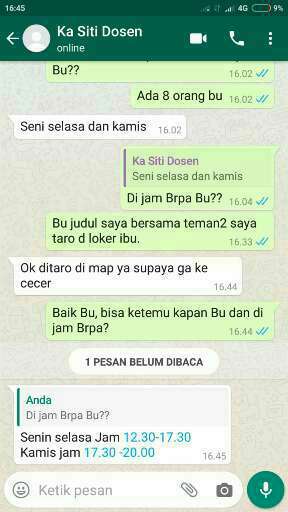 16:45
4G
9%
Ka Siti Dosen
online
Bu??
16.02
Ada 8 orang bu
16.02
Seni selasa dan kamis
16.02
Ka Siti Dosen
Seni selasa dan kamis
Di jam Brpa Bu??
16.04
Bu judul saya bersama teman2 saya
taro d loker ibu.
16.33
Ok ditaro di map ya supaya ga ke
cecer
16.44
Baik Bu, bisa ketemu kapan Bu dan di
jam Brpa?
16.44
1 PESAN BELUM DIBACA
Anda
Di jam Brpa Bu??
Senin selasa Jam 12.30-17.30
Kamis jam 17.30 -20.00
16.45
Ketik pesan